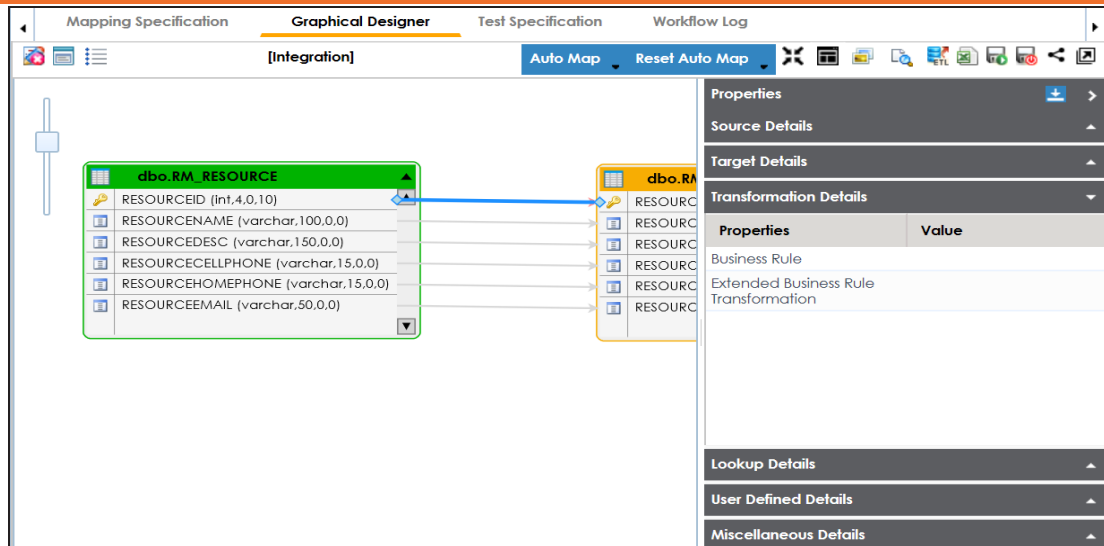 Mapping Specification
Graphical Designer
Test Specification
Workflow Log
[Integration]
Auto Map
Reset Auto Map
ETL
Properties
Source Details
Target Details
Transformation Details
Properties Value
Business Rule
Extended Business Rule
Transformation
Lookup Details
User Defined Details
Miscellaneous Details
dbo.RM_RESOURCE
RESOURCEID (int,4,0,10)
RESOURCENAME (varchar,100,0,0)
RESOURCEDESC (varchar,150,0,0)
RESOURCECELLPHONE (varchar,15,0,0)
RESOURCEHOMEPHONE (varchar,15,0,0)
RESOURCEEMAIL (varchar,50,0,0)
dbo.RM
RESOURC
RESOURC
RESOURC
RESOURC
RESOURC
RESOURC